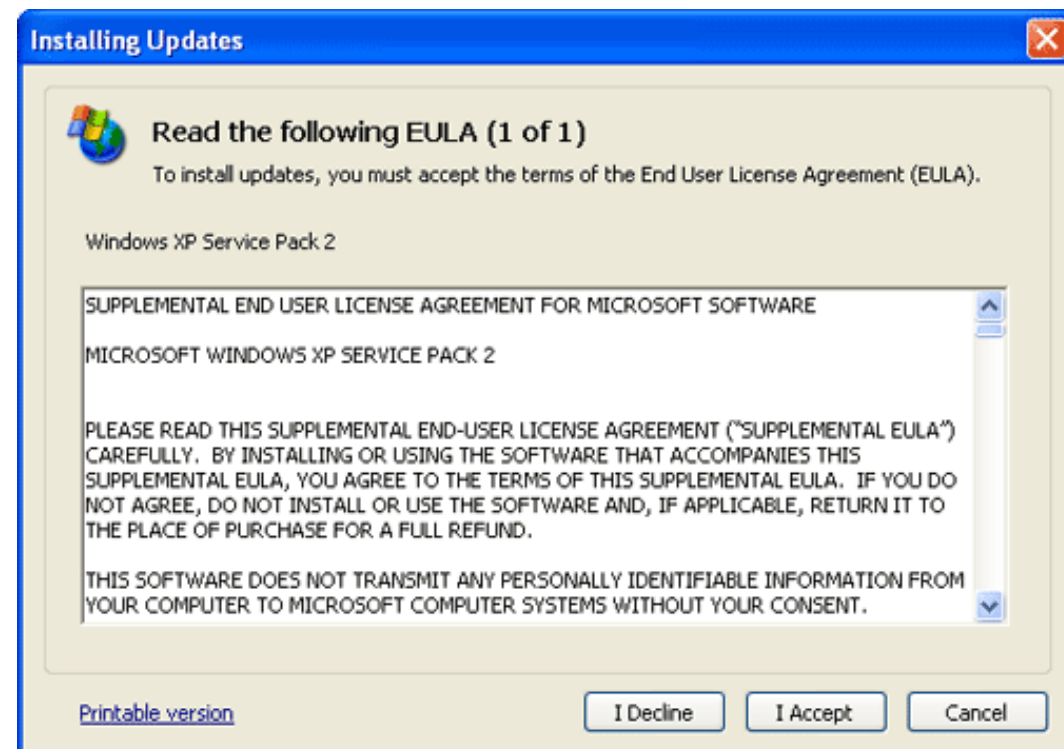 Installing Updates
Read the following EULA (1 of 1)
To install updates, you must accept the terms of the End User License Agreement (EULA).
Windows XP Service Pack 2
SUPPLEMENTAL END USER LICENSE AGREEMENT FOR MICROSOFT SOFTWARE
MICROSOFT WINDOWS XP SERVICE PACK 2
PLEASE READ THIS SUPPLEMENTAL END-USER LICENSE AGREEMENT ("SUPPLEMENTAL EULA")
CAREFULLY.  BY INSTALLING OR USING THE SOFTWARE THAT ACCOMPANIES THIS
SUPPLEMENTAL EULA, YOU AGREE TO THE TERMS OF THIS SUPPLEMENTAL EULA.  IF YOU DO
NOT AGREE, DO NOT INSTALL OR USE THE SOFTWARE AND, IF APPLICABLE, RETURN IT TO
THE PLACE OF PURCHASE FOR A FULL REFUND.
THIS SOFTWARE DOES NOT TRANSMIT ANY PERSONALLY IDENTIFIABLE INFORMATION FROM
YOUR COMPUTER TO MICROSOFT COMPUTER SYSTEMS WITHOUT YOUR CONSENT.
Printable version
I Decline
I Accept
Cancel